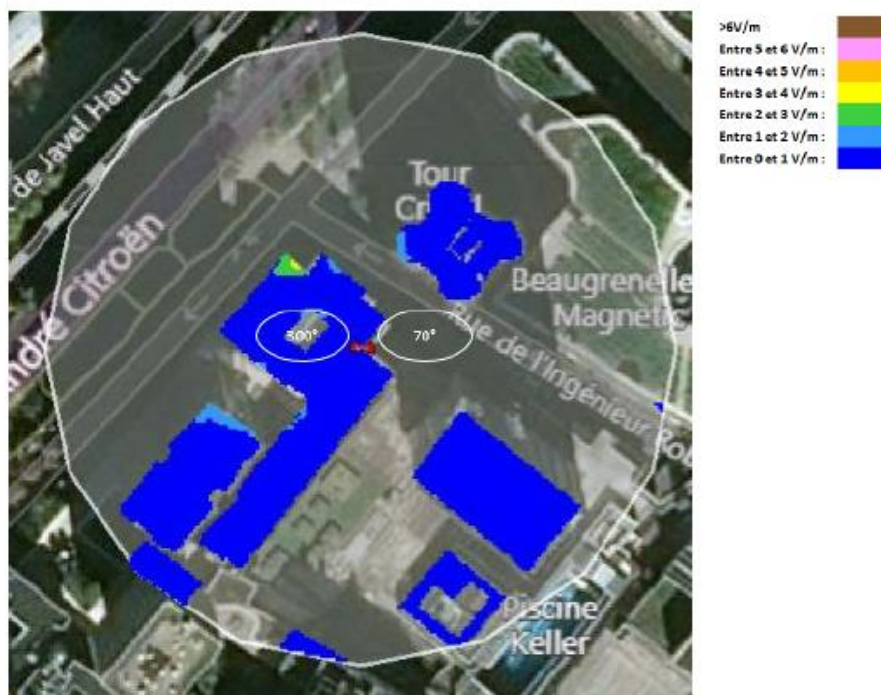 >6V/m
Entre 5 et 6 V/m :
Entre 4 et 5 V/m :
Entre 3 et 4 V/m :
Entre 2 et 3 V/m :
Entre 1 et 2 V/m :
Entre 0 et 1 V/m :
de Javel Haut
ndré Citroën
Tour
Beaugrenelle
Magnetic
300°
70°
Rue de l'Ingénieur Rob
Piscine
Keller